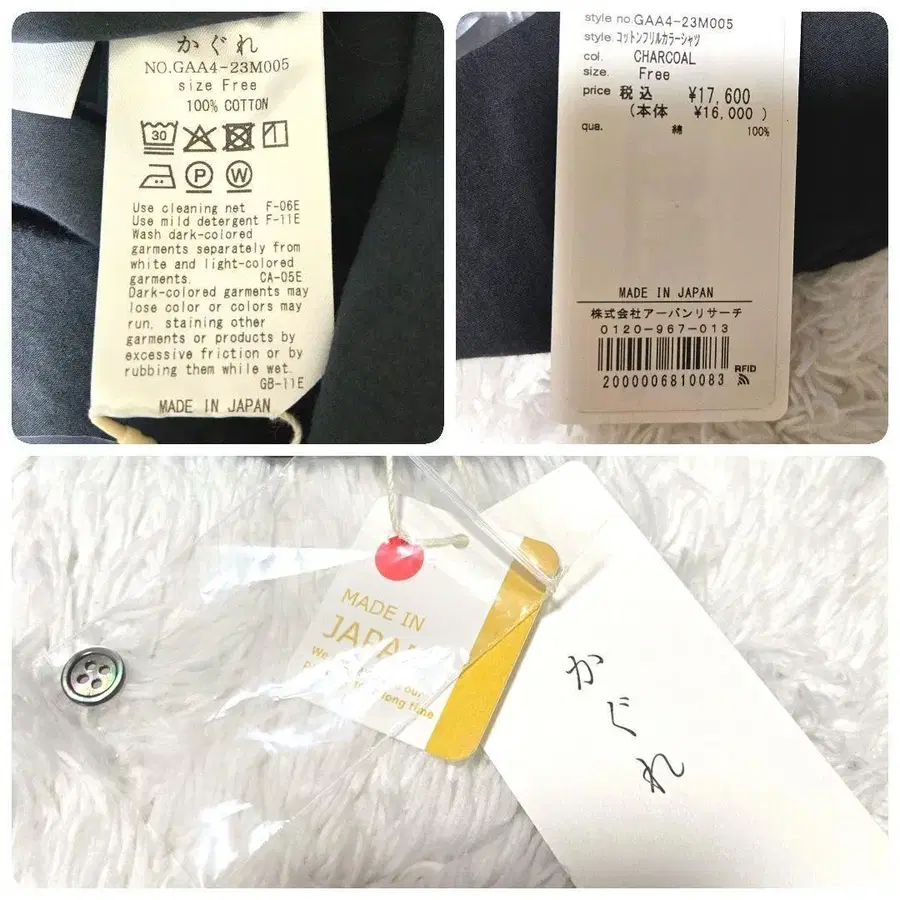 かぐれ
NO.GAA4-23M005
size Free
100% COTTON
30
P W
Use cleaning net F-06E
Use mild detergent F-11E
Wash dark-colored
garments separately from
white and light-colored
garments. CA-05E
Dark-colored garments may
lose color or colors may
run, staining other
garments or products by
excessive friction or by
rubbing them while wet.
GB-11E
MADE IN JAPAN
style no.GAA4-23M005
style. コットンフリルカラーシャツ
col. CHARCOAL
size. Free
price 税込 ¥17,600
(本体 ¥16,000 )
qua. 綿 100%
MADE IN JAPAN
株式会社アーバンリサーチ
0120-967-013
RFID
2000006810083
MADE IN
JAPAN
We
our
long time
かぐれ